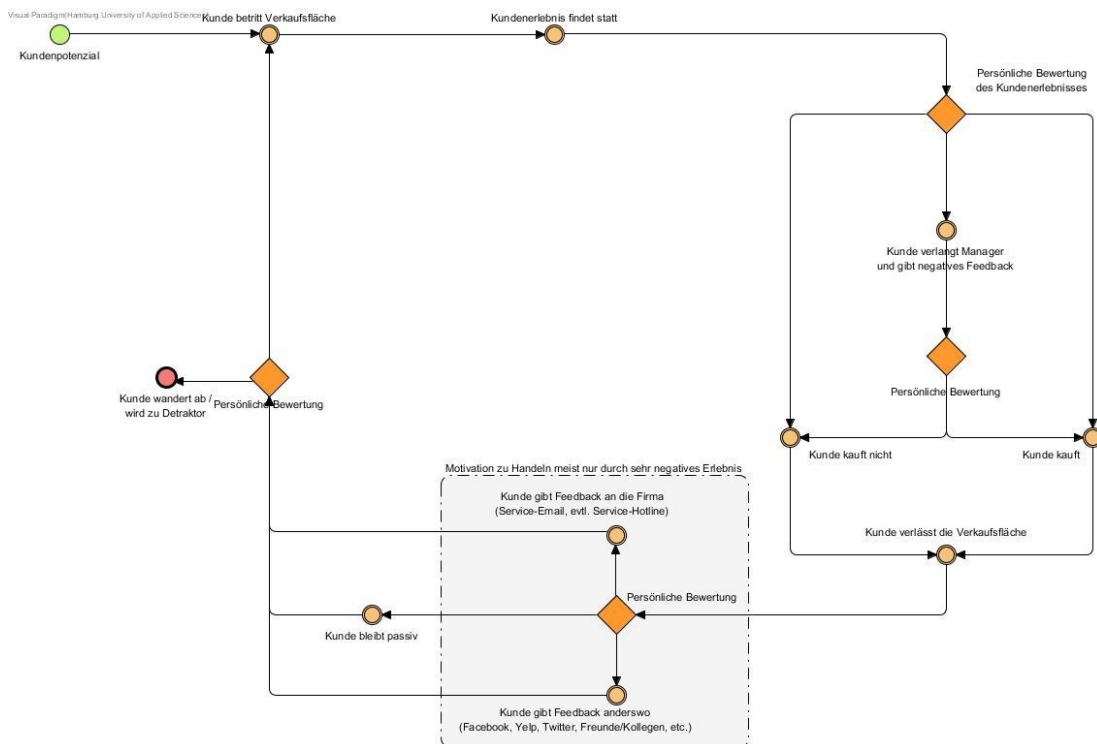 Visual Paradigm(Hamburg University of Applied Science
Kunde betritt Verkaufsfläche
Kundenerlebnis findet statt
Kundenpotenzial
Persönliche Bewertung
des Kundenerlebnisses
Kunde verlangt Manager
und gibt negatives Feedback
Persönliche Bewertung
Kunde wandert ab /
wird zu Detraktor
Persönliche Bewertung
Kunde kauft nicht
Kunde kauft
Motivation zu Handeln meist nur durch sehr negatives Erlebnis
Kunde gibt Feedback an die Firma
(Service-Email, evtl. Service-Hotline)
Kunde verlässt die Verkaufsfläche
Persönliche Bewertung
Kunde bleibt passiv
Kunde gibt Feedback anderswo
(Facebook, Yelp, Twitter, Freunde/Kollegen, etc.)